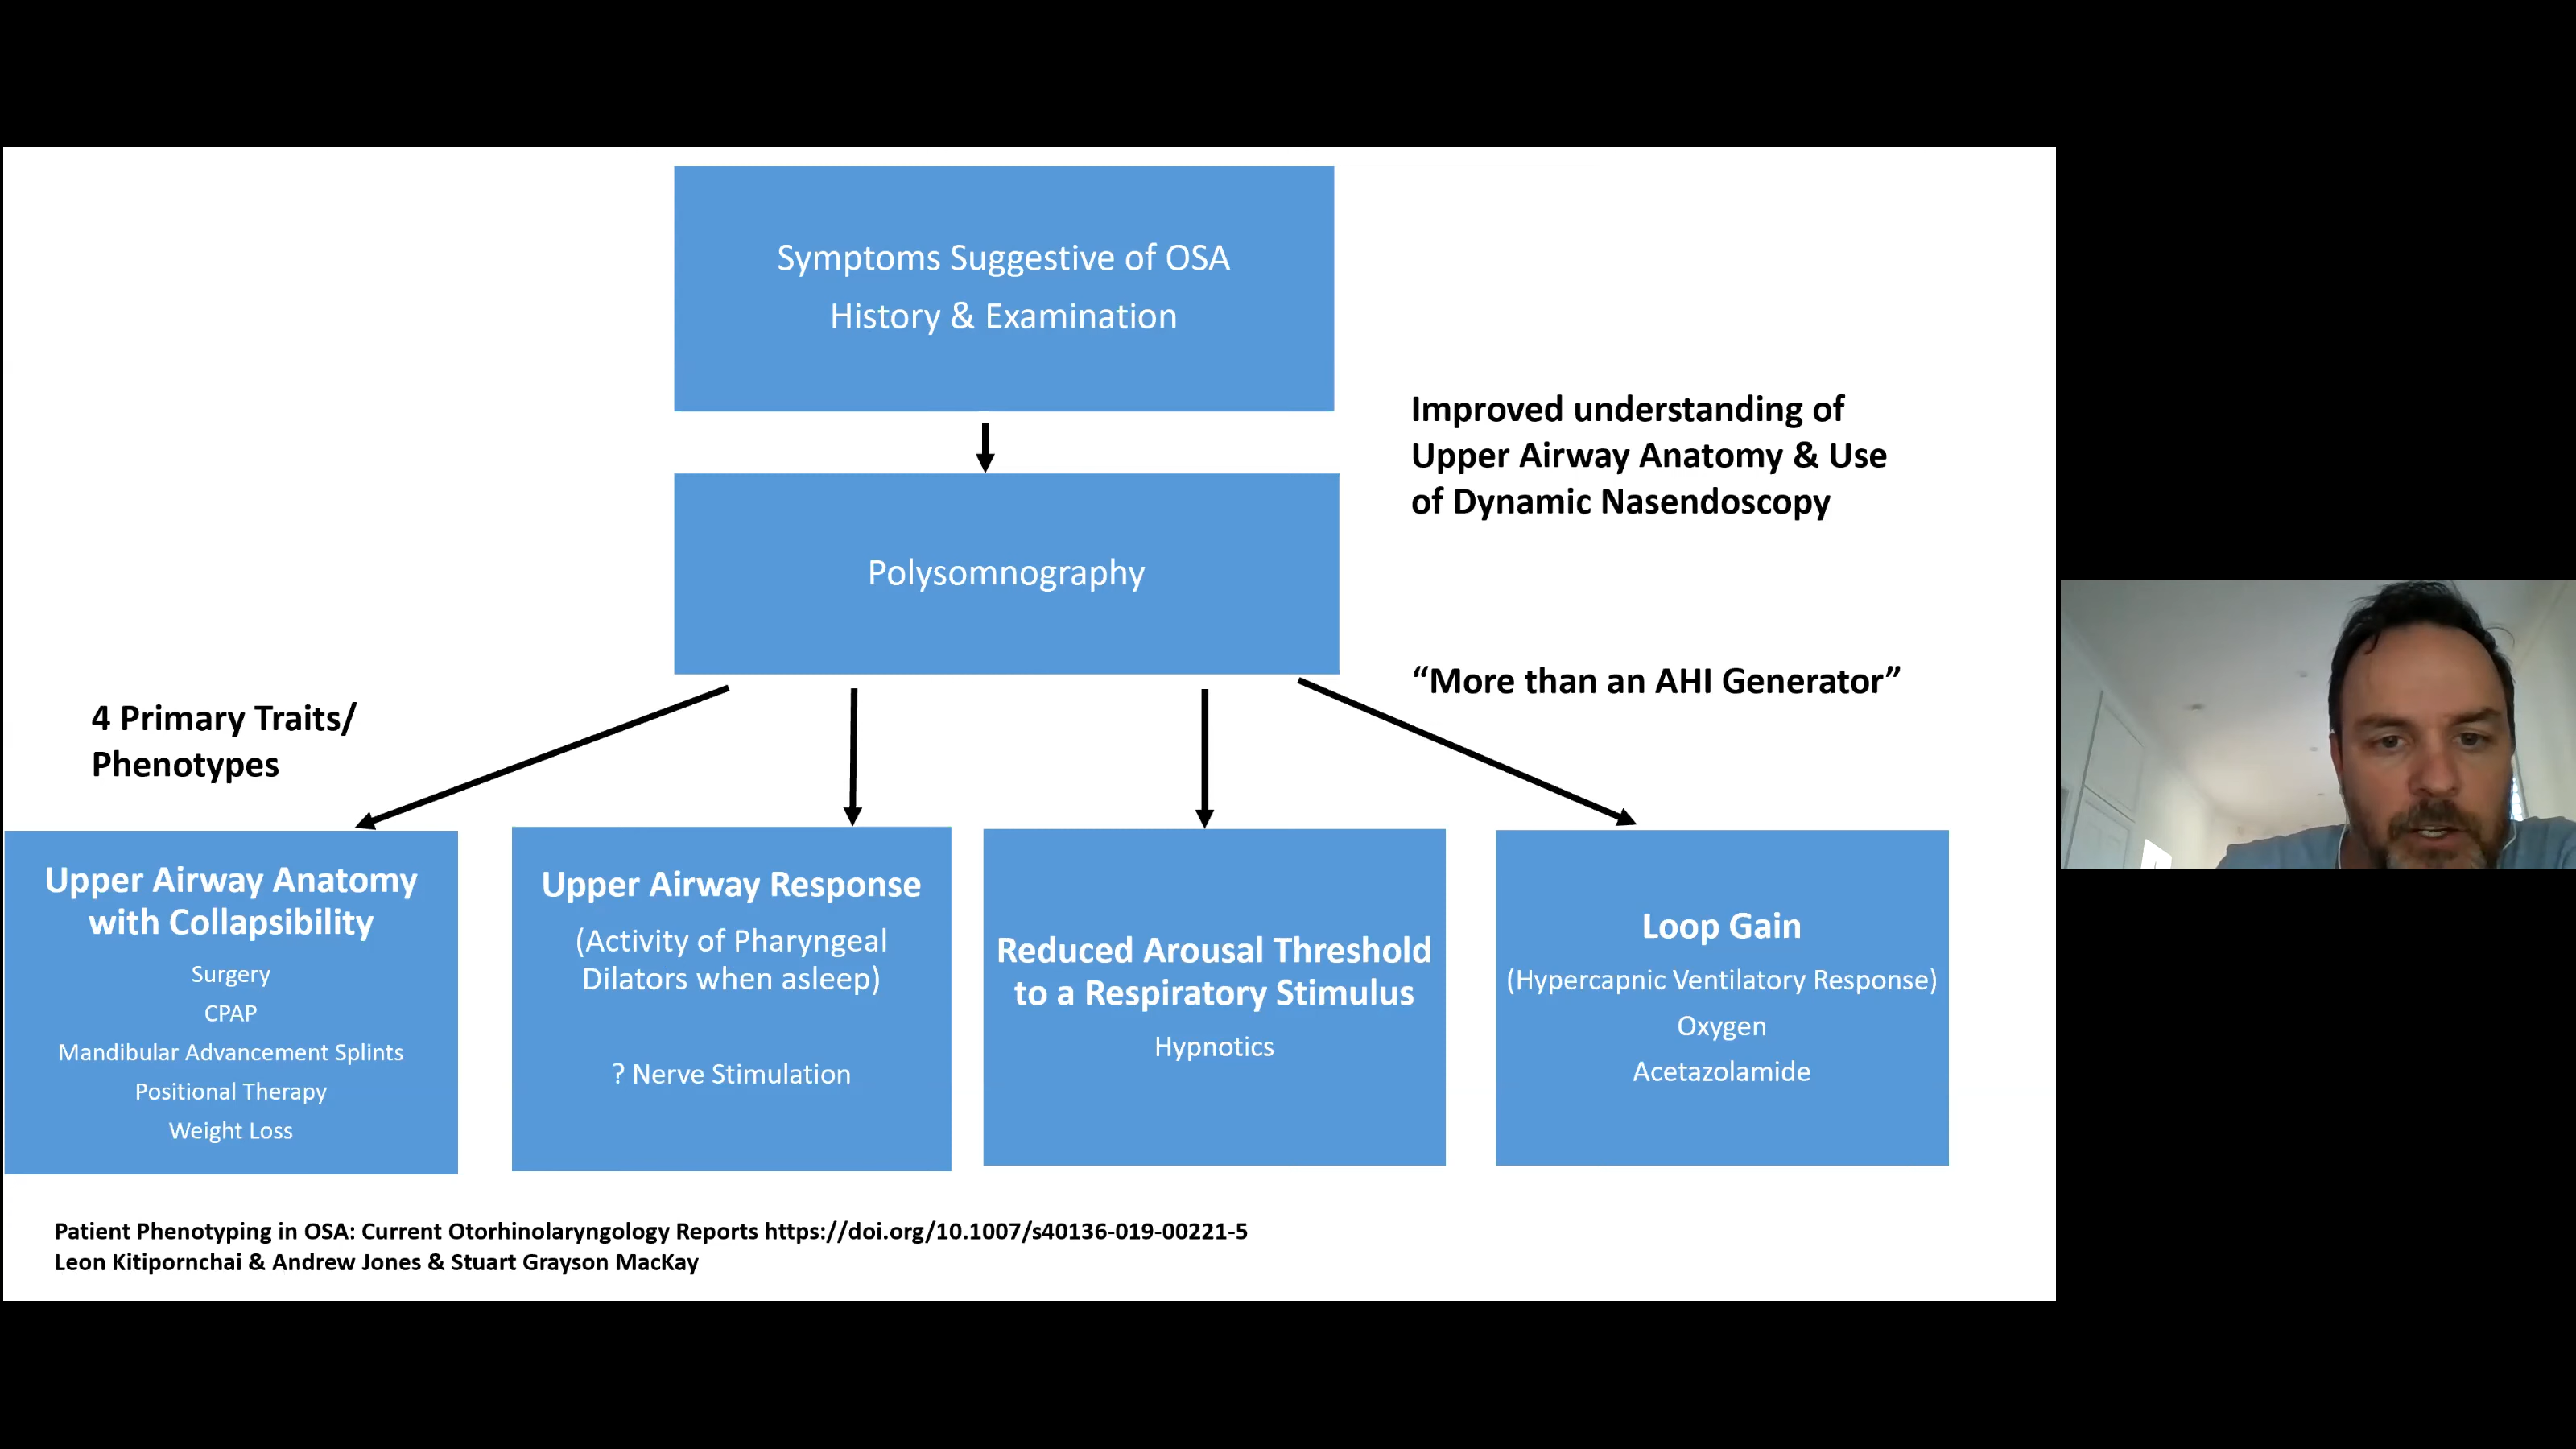 Symptoms Suggestive of OSA
History & Examination
Improved understanding of
Upper Airway Anatomy & Use
of Dynamic Nasendoscopy
Polysomnography
“More than an AHI Generator”
4 Primary Traits/
Phenotypes
Upper Airway Anatomy
with Collapsibility
Surgery
CPAP
Mandibular Advancement Splints
Positional Therapy
Weight Loss
Upper Airway Response
(Activity of Pharyngeal
Dilators when asleep)
? Nerve Stimulation
Reduced Arousal Threshold
to a Respiratory Stimulus
Hypnotics
Loop Gain
(Hypercapnic Ventilatory Response)
Oxygen
Acetazolamide
Patient Phenotyping in OSA: Current Otorhinolaryngology Reports https://doi.org/10.1007/s40136-019-00221-5
Leon Kitipornchai & Andrew Jones & Stuart Grayson MacKay